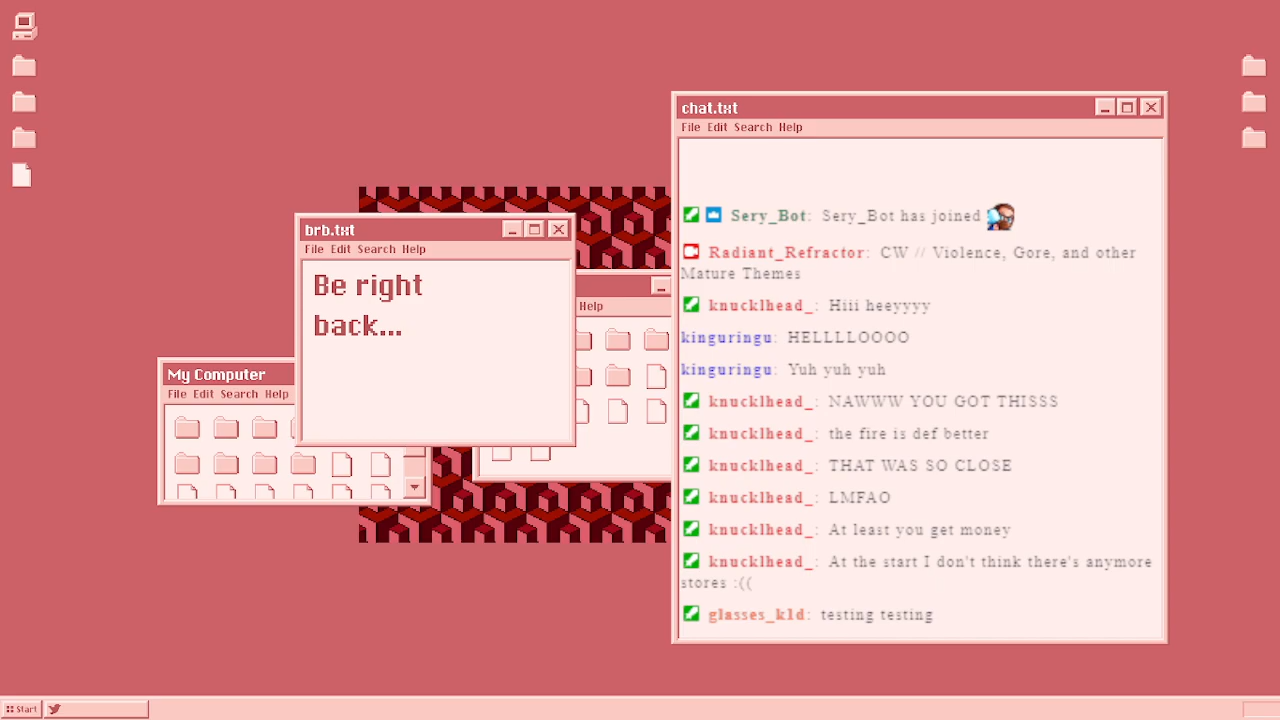 chat.txt
File Edit Search Help
Sery_Bot: Sery_Bot has joined
Radiant_Refractor: CW // Violence, Gore, and other
Mature Themes
knucklhead_: Hiii heeyyyy
kinguringu: HELLLLOOOO
kinguringu: Yuh yuh yuh
knucklhead_: NAWWW YOU GOT THISSS
knucklhead_: the fire is def better
knucklhead_: THAT WAS SO CLOSE
knucklhead_: LMFAO
knucklhead_: At least you get money
knucklhead_: At the start I don't think there's anymore
stores :((
glasses_kld: testing testing
brb.txt
File Edit Search Help
Be right
back...
Help
My Computer
File Edit Search Help
Start